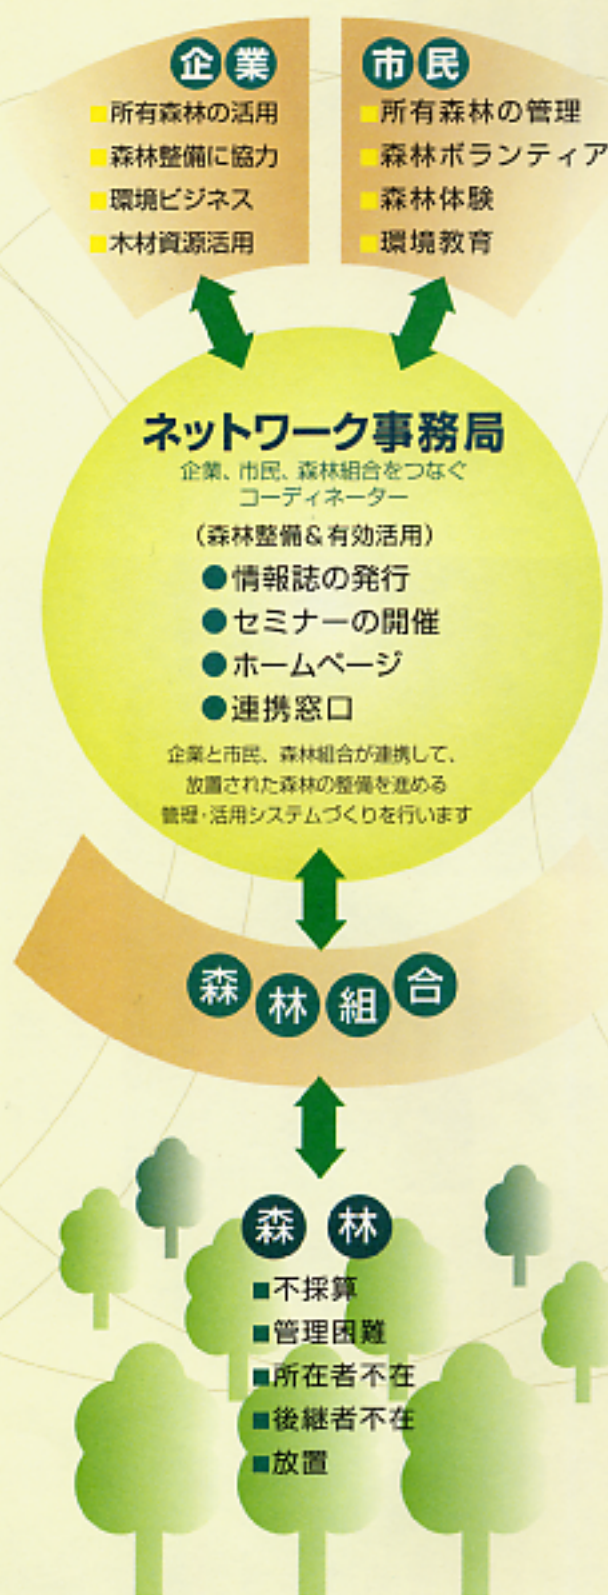 企業
所有森林の活用
森林整備に協力
環境ビジネス
木材資源活用
市民
所有森林の管理
森林ボランティア
森林体験
環境教育
ネットワーク事務局
企業、市民、森林組合をつなぐ
コーディネーター
（森林整備&有効活用）
●情報誌の発行
●セミナーの開催
●ホームページ
●連携窓口
企業と市民、森林組合が連携して、
放置された森林の整備を進める
管理・活用システムづくりを行います
森林組合
森林
不採算
管理困難
所在者不在
後継者不在
放置